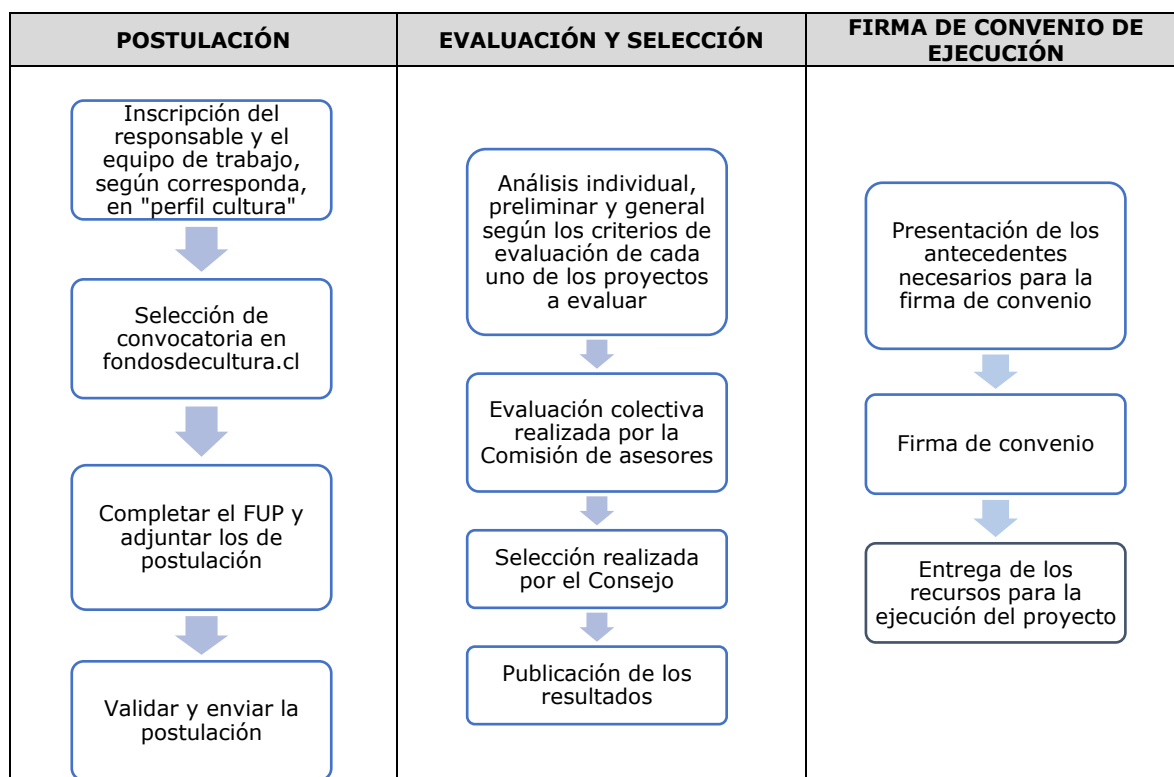 POSTULACIÓN
Inscripción del
responsable y el
equipo de trabajo,
según corresponda,
en "perfil cultura"
Selección de
convocatoria en
fondosdecultura.cl
Completar el FUP y
adjuntar los de
postulación
Validar y enviar la
postulación
EVALUACIÓN Y SELECCIÓN
Análisis individual,
preliminar y general
según los criterios de
evaluación de cada
uno de los proyectos
a evaluar
Evaluación colectiva
realizada por la
Comisión de asesores
Selección realizada
por el Consejo
Publicación de los
resultados
FIRMA DE CONVENIO DE
EJECUCIÓN
Presentación de los
antecedentes
necesarios para la
firma de convenio
Firma de convenio
Entrega de los
recursos para la
ejecución del proyecto